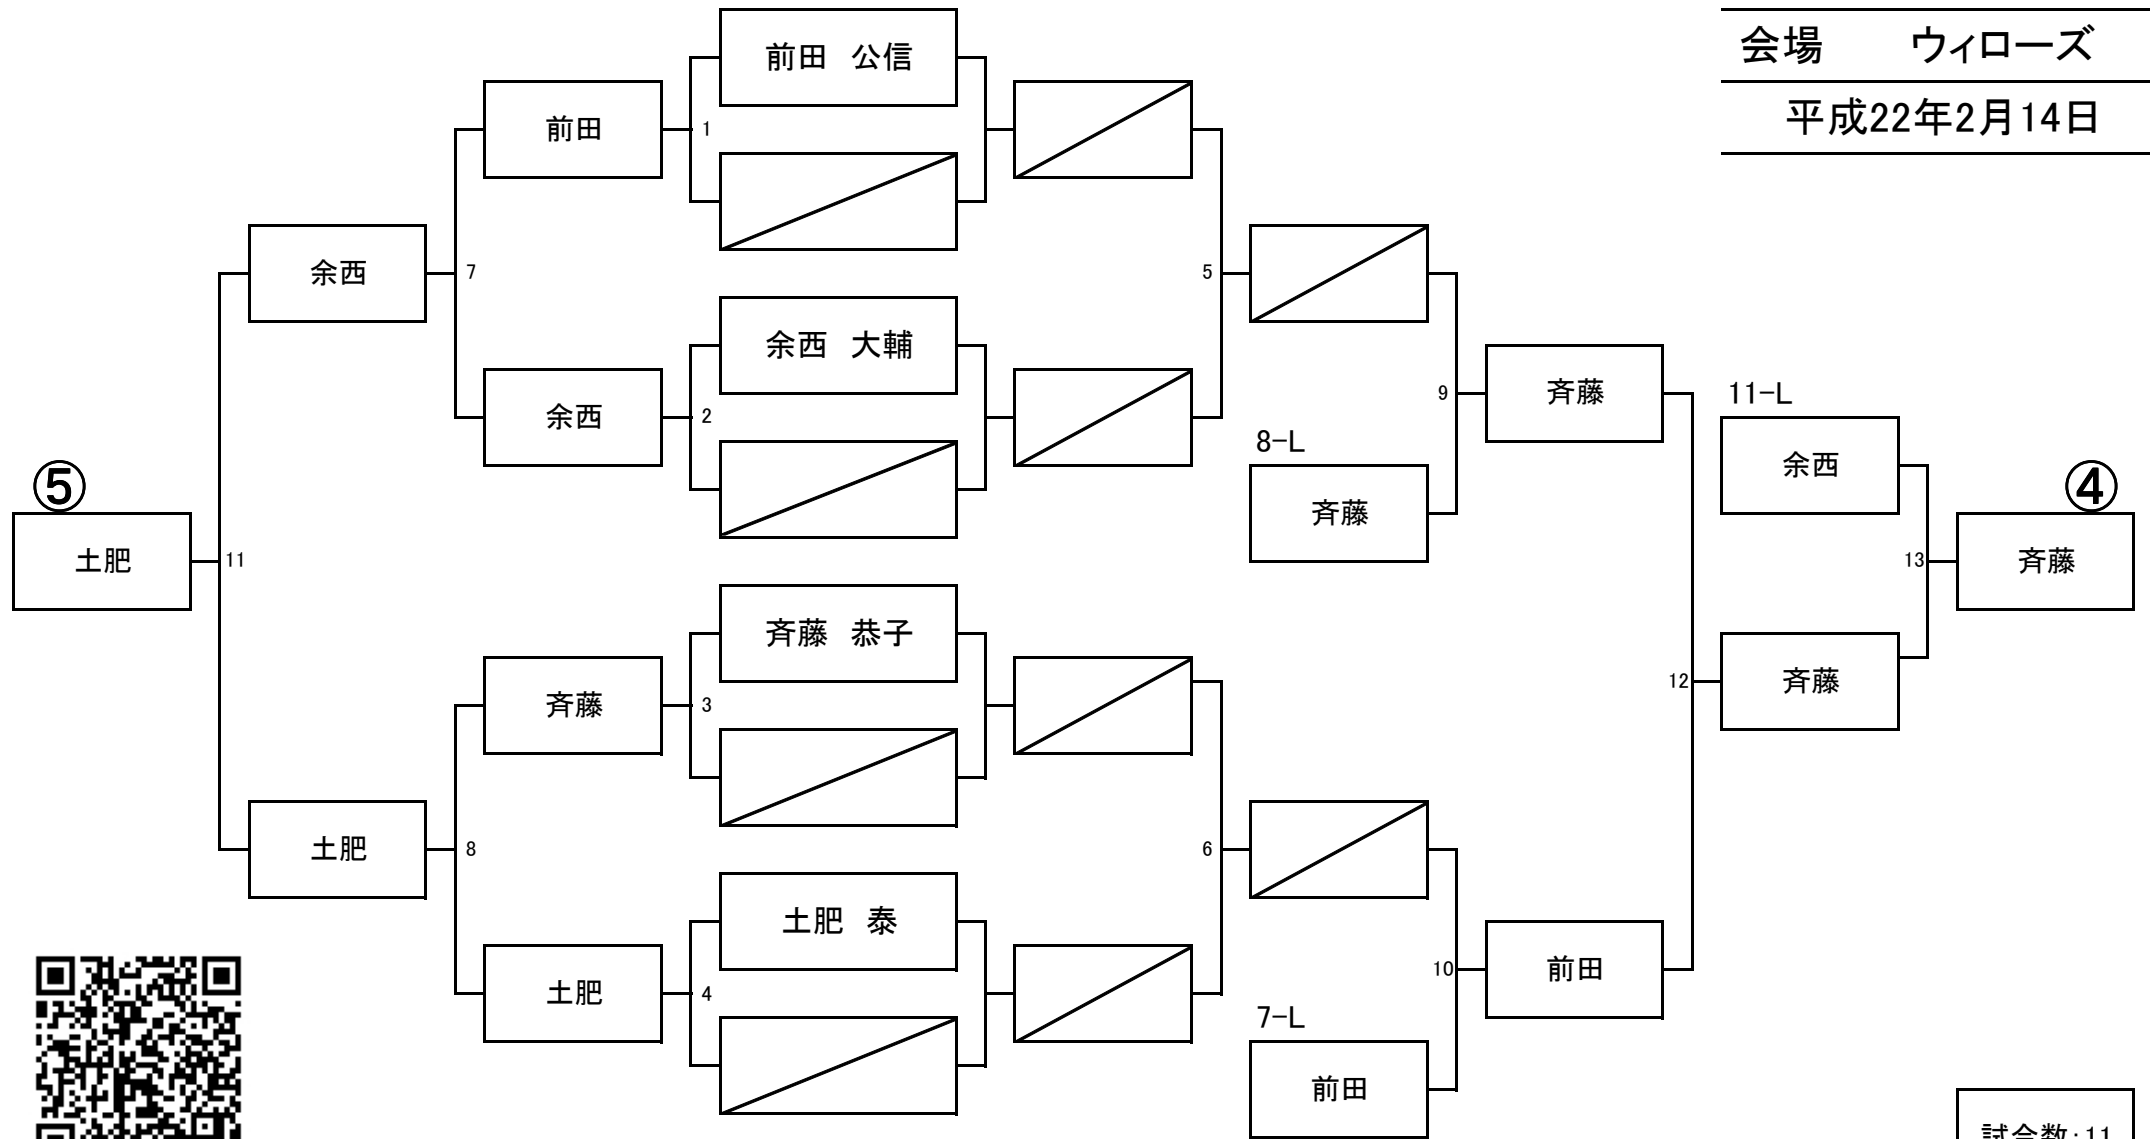 会場　ウィローズ
平成22年2月14日
前田　公信
前田
1
余西
7
5
余西　大輔
余西
2
9
斉藤
11-L
余西
8-L
斉藤
⑤
土肥
11
④
斉藤
13
斉藤　恭子
斉藤
3
12
斉藤
土肥
8
6
土肥　泰
土肥
4
10
前田
7-L
前田
試合数:11